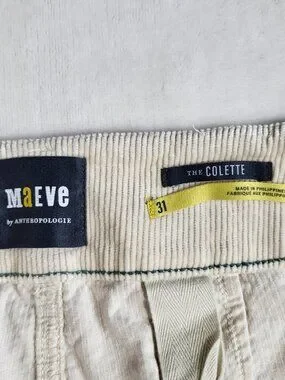 MaEVe
by ANTHROPOLOGIE
THE COLETTE
31
MADE IN PHILIPPINES
FABRIQUÉ AUX PHILIPPINES